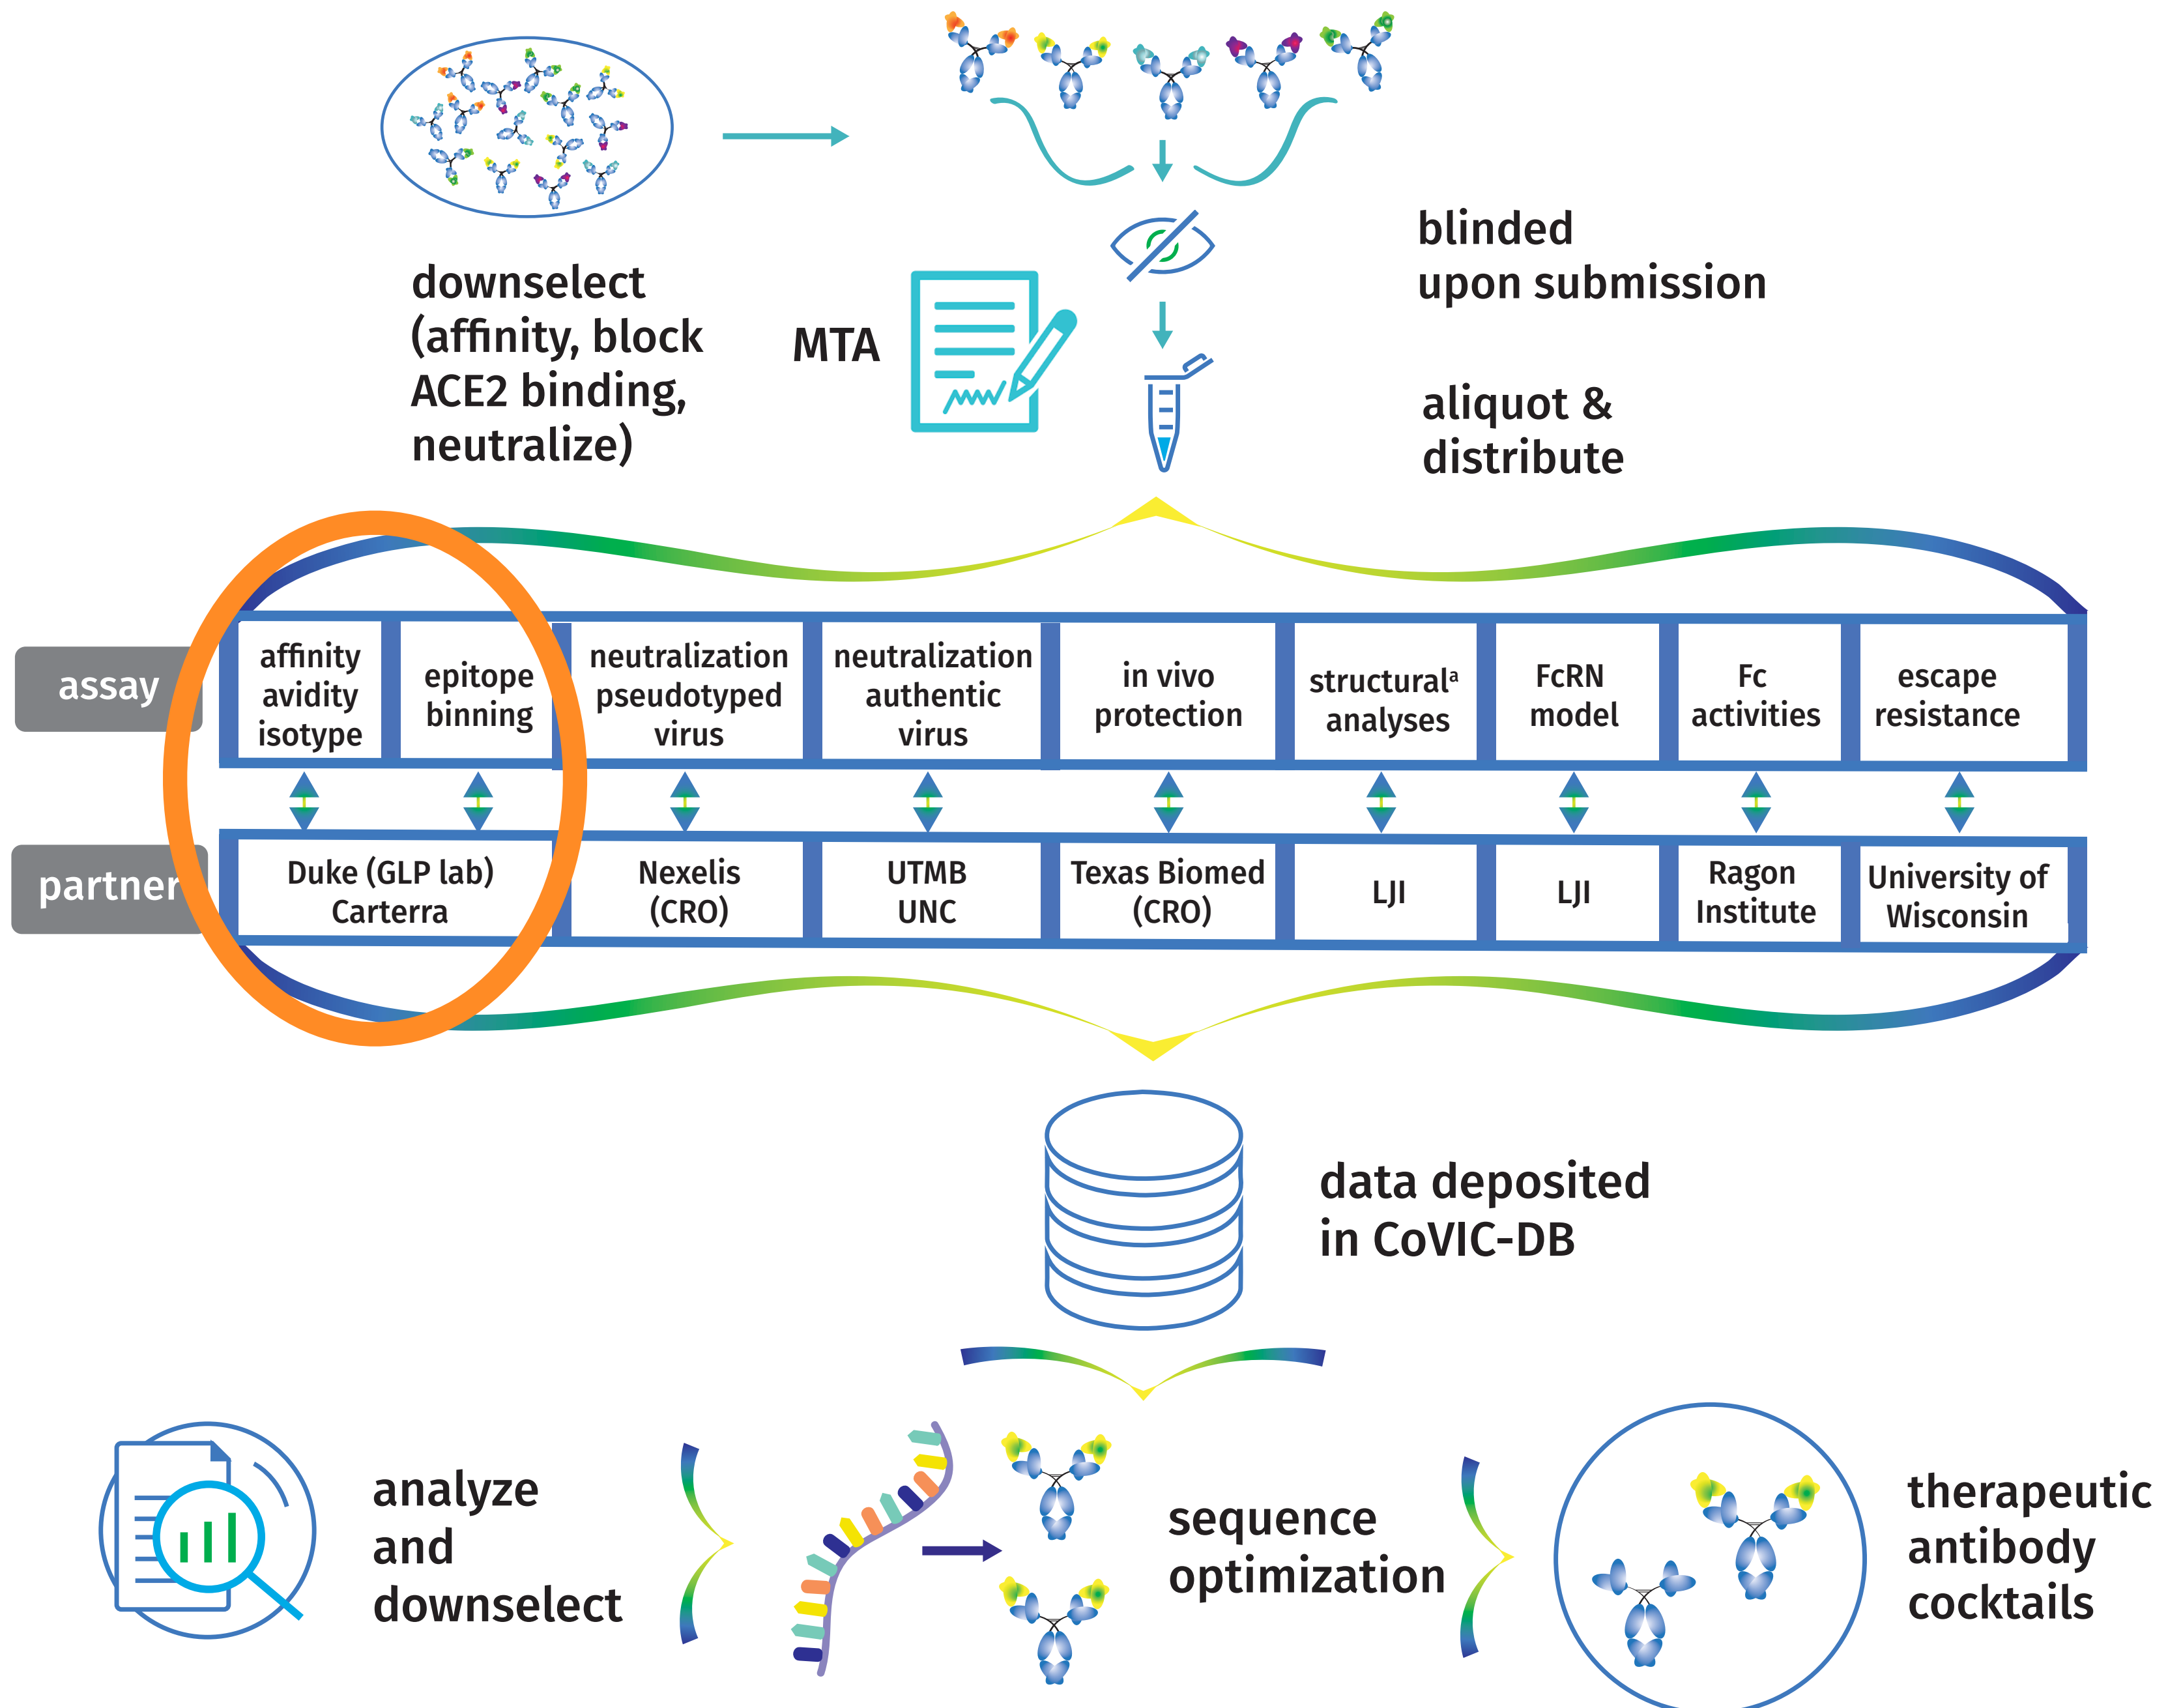 downselect
(affinity, block
ACE2 binding,
neutralize)
MTA
blinded
upon submission
aliquot &
distribute
assay
affinity
avidity
isotype
epitope
binning
neutralization
pseudotyped
virus
neutralization
authentic
virus
in vivo
protection
structuralᵃ
analyses
FcRN
model
Fc
activities
escape
resistance
partner
Duke (GLP lab)
Carterra
Nexelis
(CRO)
UTMB
UNC
Texas Biomed
(CRO)
LJI
LJI
Ragon
Institute
University of
Wisconsin
data deposited
in CoVIC-DB
analyze
and
downselect
sequence
optimization
therapeutic
antibody
cocktails